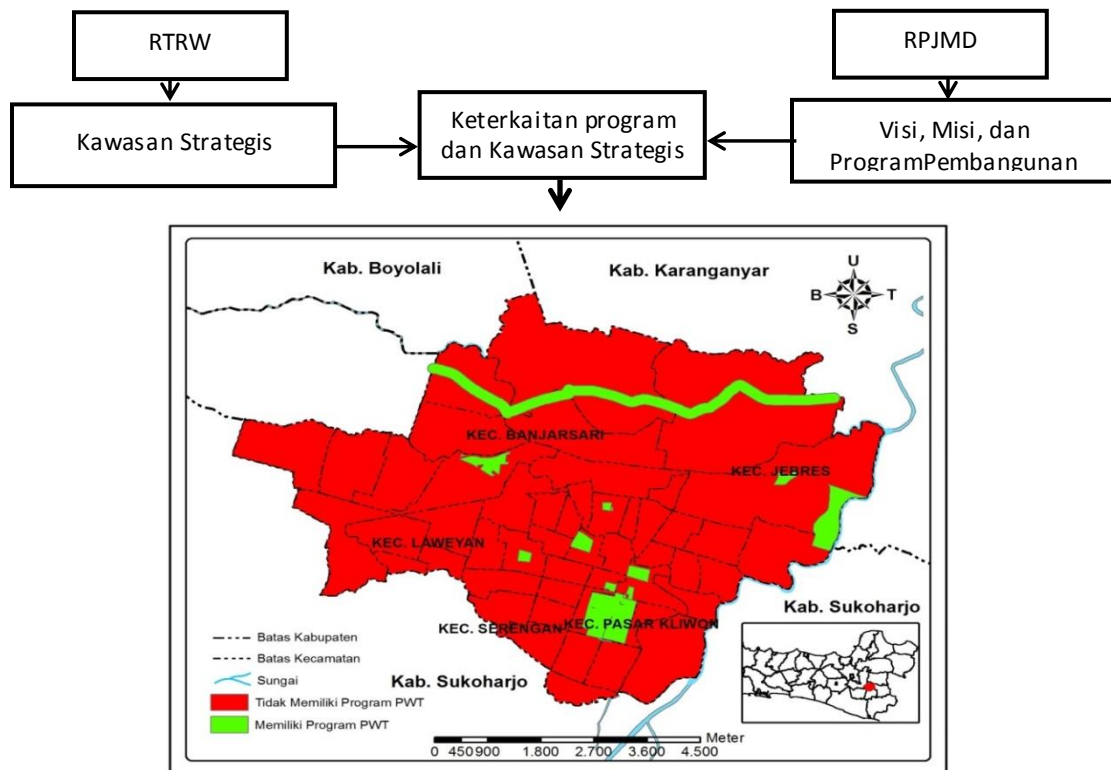 RTRW
RPJMD
Kawasan Strategis
Keterkaitan program
dan Kawasan Strategis
Visi, Misi, dan
ProgramPembangunan
Kab. Boyolali
Kab. Karanganyar
U
B
T
S
KEC. BANJARSARI
KEC. JEBRES
KEC. LAWEYAN
KEC. SERENGAN
KEC. PASAR KLIWON
Kab. Sukoharjo
Kab. Sukoharjo
Batas Kabupaten
Batas Kecamatan
Sungai
Tidak Memiliki Program PWT
Memiliki Program PWT
Meter
0 450 900 1.800 2.700 3.600 4.500